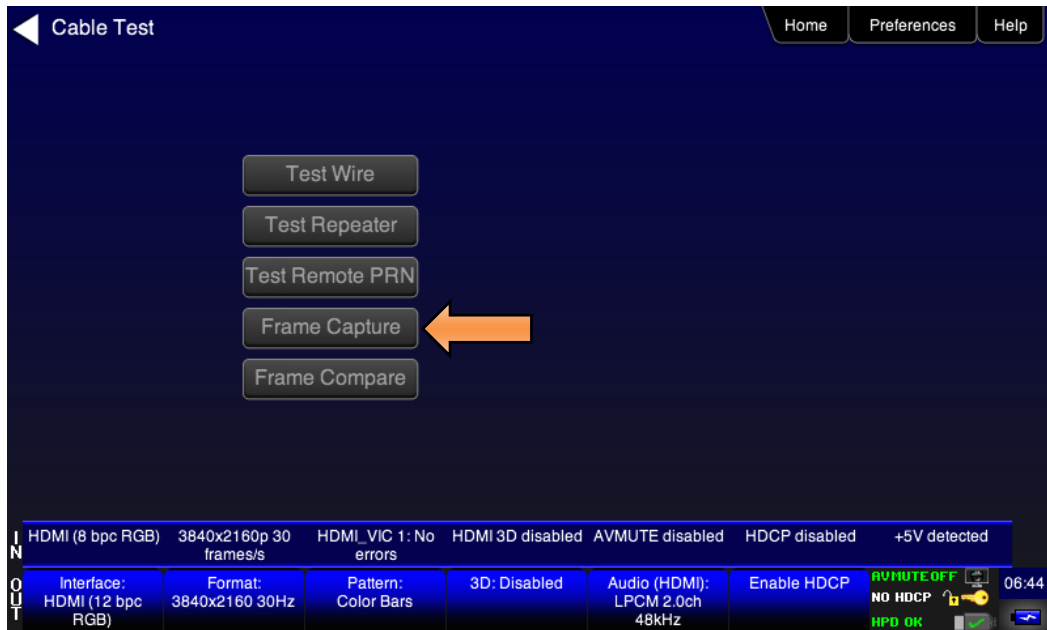 Cable Test
Home
Preferences
Help
Test Wire
Test Repeater
Test Remote PRN
Frame Capture
Frame Compare
IN
HDMI (8 bpc RGB)
3840x2160p 30
frames/s
HDMI_VIC 1: No
errors
HDMI 3D disabled
AVMUTE disabled
HDCP disabled
+5V detected
OUT
Interface:
HDMI (12 bpc
RGB)
Format:
3840x2160 30Hz
Pattern:
Color Bars
3D: Disabled
Audio (HDMI):
LPCM 2.0ch
48kHz
Enable HDCP
AVMUTE OFF
NO HDCP
HPD OK
06:44